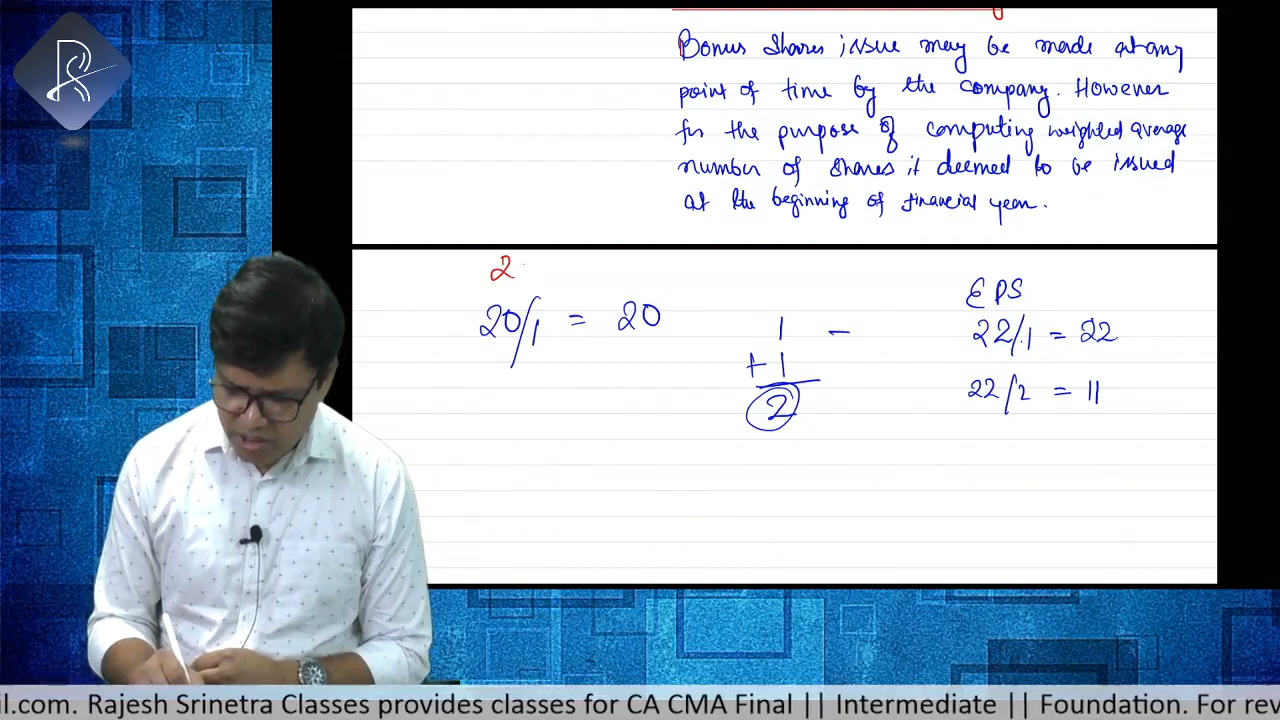 Bonus Shares issue may be made at any
point of time by the company. However
for the purpose of computing weighted average
number of shares it deemed to be issued
at the beginning of financial year.
2
20/1 = 20
1 -
+ 1
2
EPS
22/1 = 22
22/2 = 11
il.com. Rajesh Srinetra Classes provides classes for CA CMA Final || Intermediate || Foundation. For rev